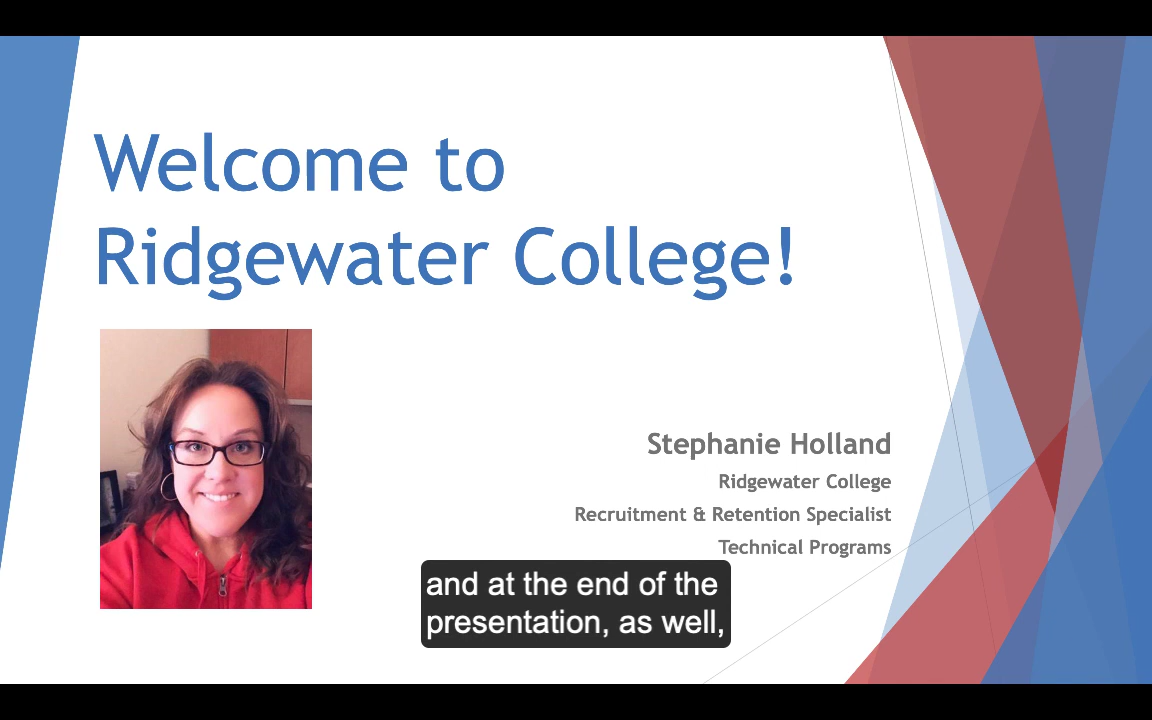 Welcome to
Ridgewater College!
Stephanie Holland
Ridgewater College
Recruitment & Retention Specialist
Technical Programs
and at the end of the
presentation, as well,